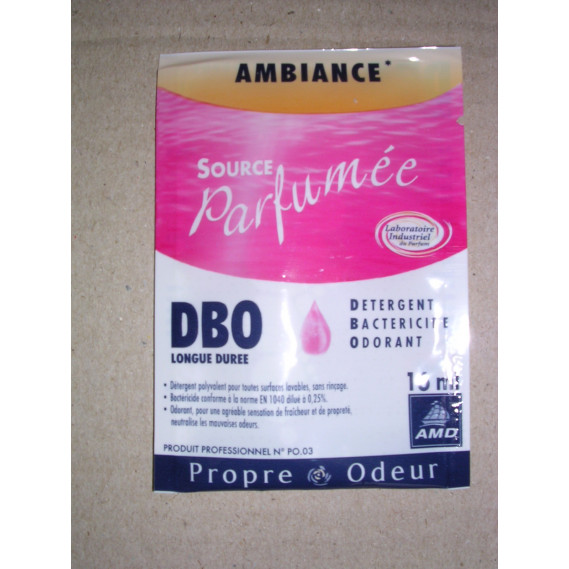 AMBIANCE*
SOURCE
Parfumée
Laboratoire
Industriel
du Parfum
DBO
LONGUE DUREE
DETERGENT
BACTERICIDE
ODORANT
• Détergent polyvalent pour toutes surfaces lavables, sans rinçage.
• Bactéricide conforme à la norme EN 1040 dilué à 0,25%.
• Odorant, pour une agréable sensation de fraîcheur et de propreté,
neutralise les mauvaises odeurs.
ml
AMD
PRODUIT PROFESSIONNEL N° PO.03
Propre Odeur